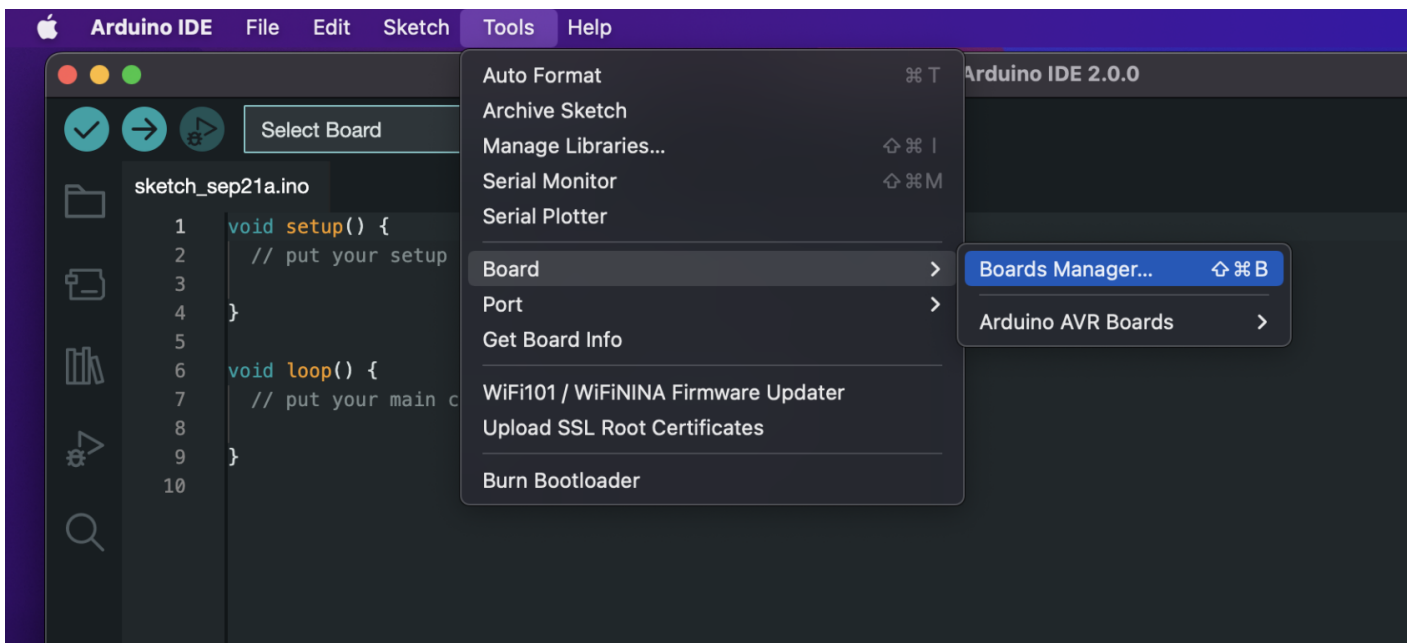 Arduino IDE File Edit Sketch Tools Help
Arduino IDE 2.0.0
Select Board
sketch_sep21a.ino
1 void setup() {
2 // put your setup
3
4 }
5
6 void loop() {
7 // put your main c
8
9 }
10
Auto Format ⌘ T
Archive Sketch
Manage Libraries... ⇧ ⌘ I
Serial Monitor ⇧ ⌘ M
Serial Plotter
Board >
Port >
Get Board Info
WiFi101 / WiFiNINA Firmware Updater
Upload SSL Root Certificates
Burn Bootloader
Boards Manager... ⇧ ⌘ B
Arduino AVR Boards >